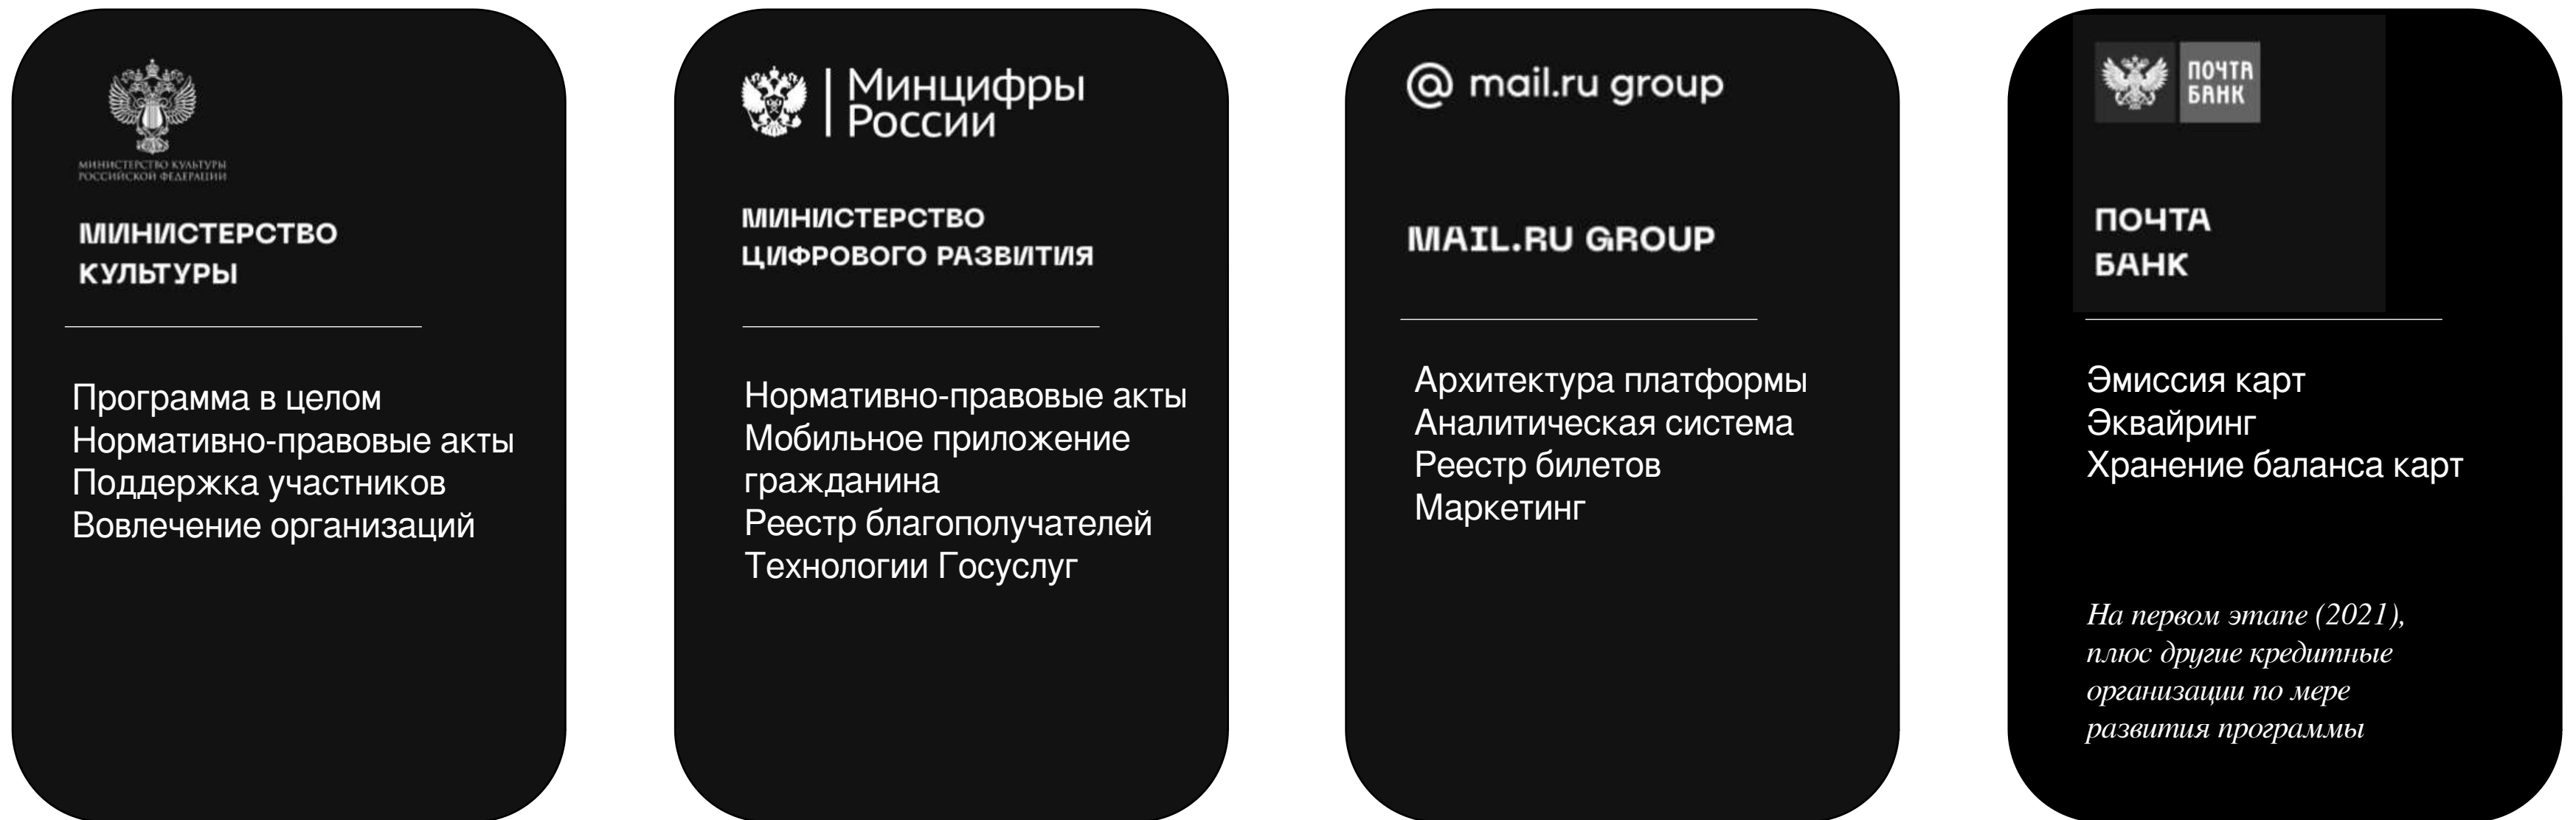 МИНИСТЕРСТВО КУЛЬТУРЫ
РОССИЙСКОЙ ФЕДЕРАЦИИ
МИНИСТЕРСТВО
КУЛЬТУРЫ
Программа в целом
Нормативно-правовые акты
Поддержка участников
Вовлечение организаций
Минцифры
России
МИНИСТЕРСТВО
ЦИФРОВОГО РАЗВИТИЯ
Нормативно-правовые акты
Мобильное приложение
гражданина
Реестр благополучателей
Технологии Госуслуг
@ mail.ru group
MAIL.RU GROUP
Архитектура платформы
Аналитическая система
Реестр билетов
Маркетинг
ПОЧТА
БАНК
ПОЧТА
БАНК
Эмиссия карт
Эквайринг
Хранение баланса карт
На первом этапе (2021),
плюс другие кредитные
организации по мере
развития программы